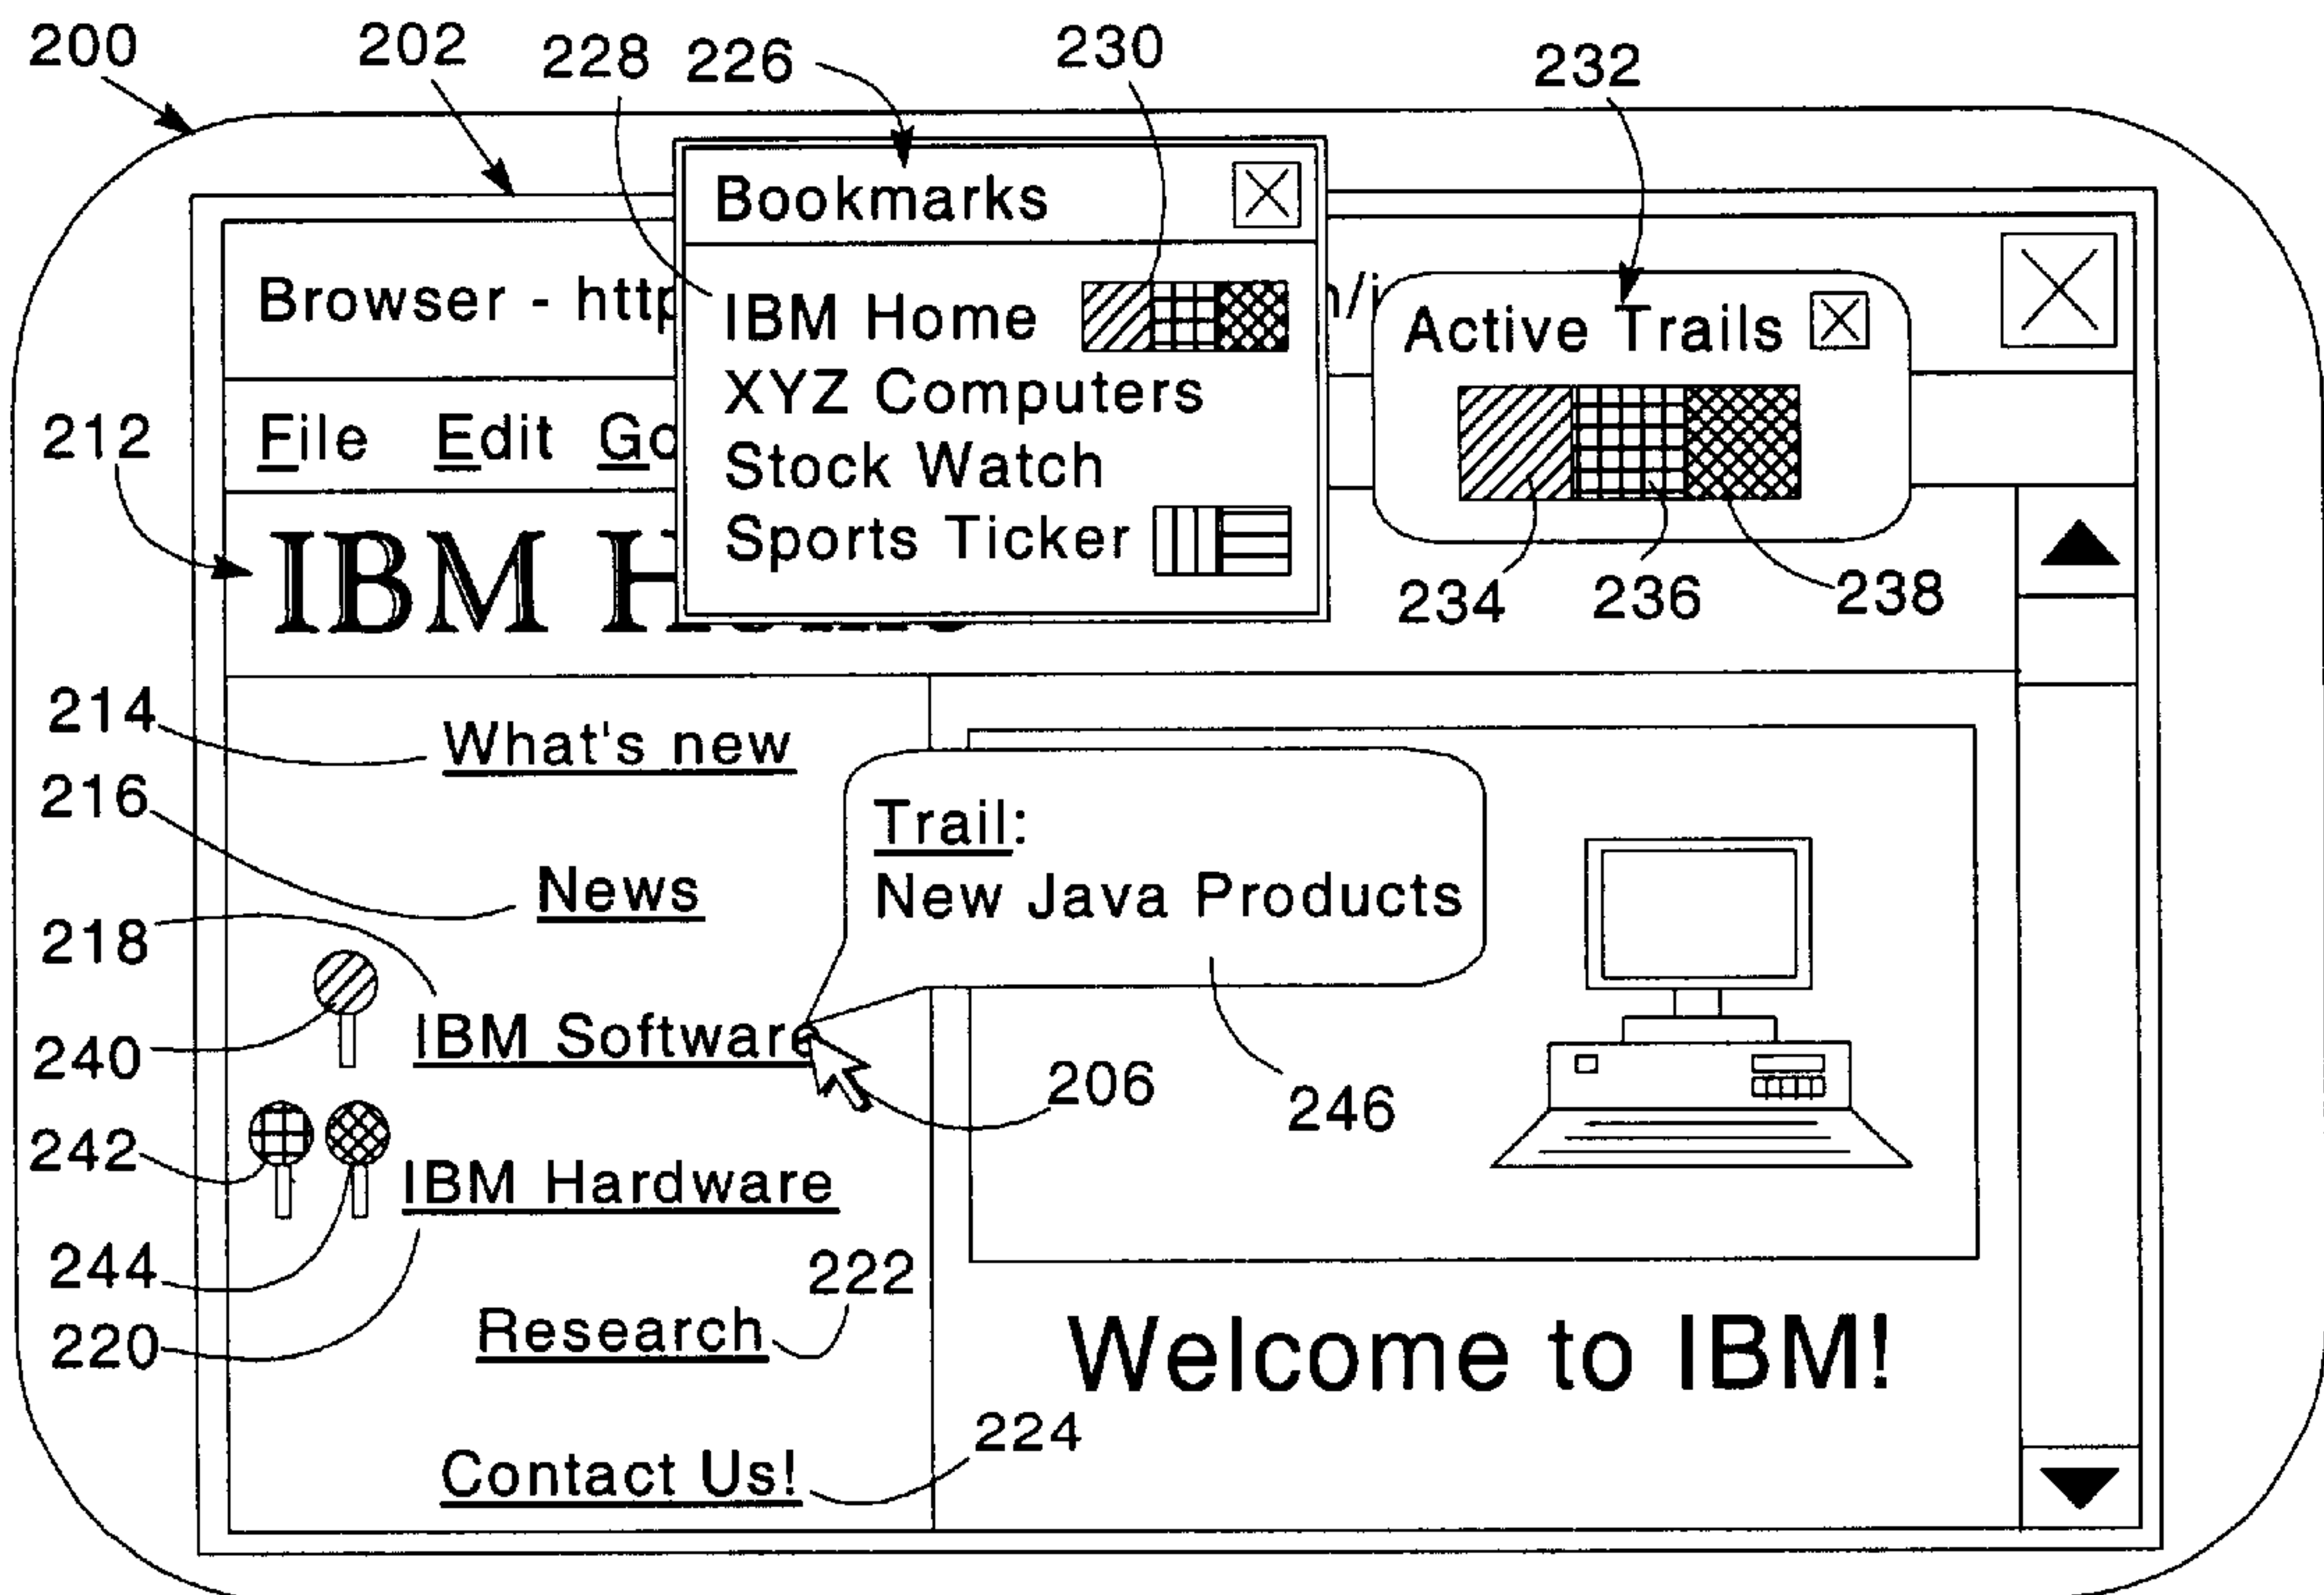 200 202 228 226 230 232
Bookmarks
Browser - http
IBM Home
n/i
Active Trails
XYZ Computers
212
File Edit Go
Stock Watch
Sports Ticker
IBM H
234 236 238
214
What's new
216
Trail:
News
New Java Products
218
IBM Software
240
206
246
242
IBM Hardware
244
222
220
Research
Welcome to IBM!
224
Contact Us!